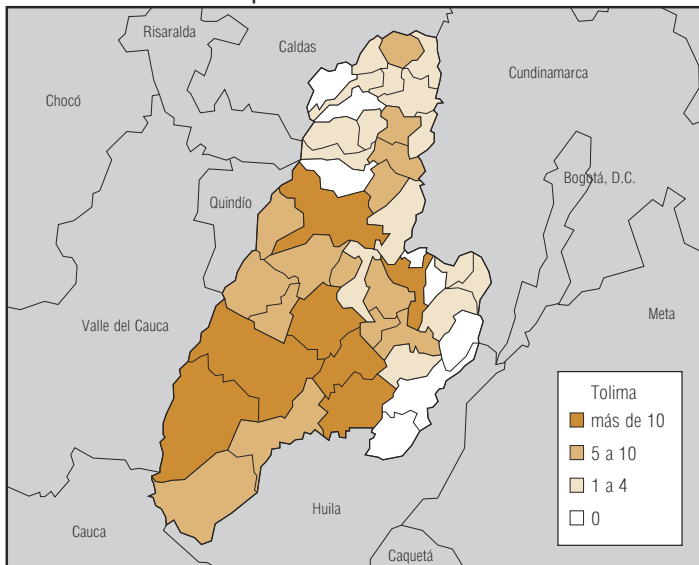 Risaralda
Caldas
Cundinamarca
Chocó
Bogotá, D.C.
Quindío
Valle del Cauca
Meta
Tolima
más de 10
5 a 10
1 a 4
0
Huila
Cauca
Caquetá